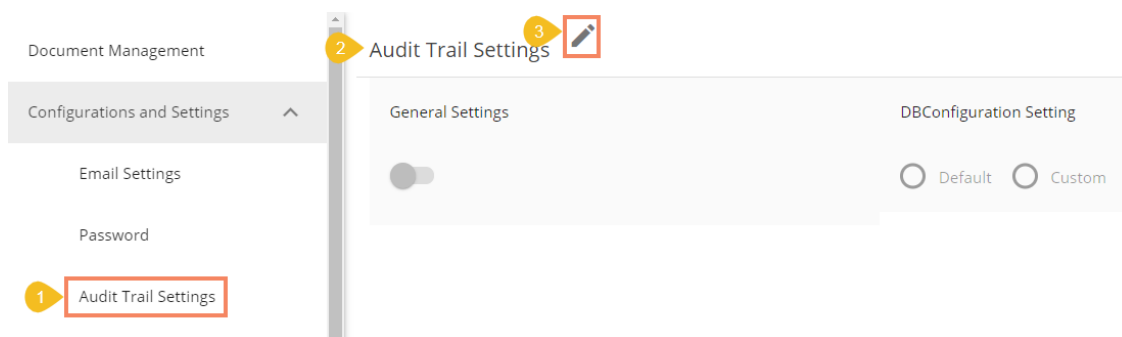 Document Management
Configurations and Settings
Email Settings
Password
1 Audit Trail Settings
2 Audit Trail Settings 3
General Settings
DBConfiguration Setting
Default Custom